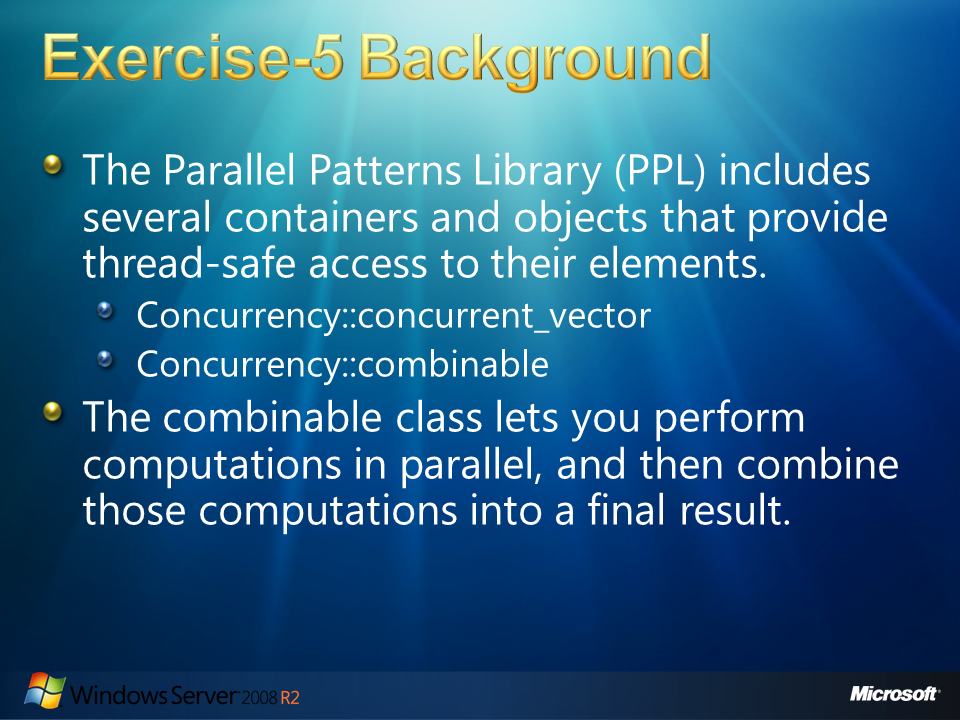 Exercise-5 Background
The Parallel Patterns Library (PPL) includes
several containers and objects that provide
thread-safe access to their elements.
Concurrency::concurrent_vector
Concurrency::combinable
The combinable class lets you perform
computations in parallel, and then combine
those computations into a final result.
Windows Server 2008 R2
Microsoft